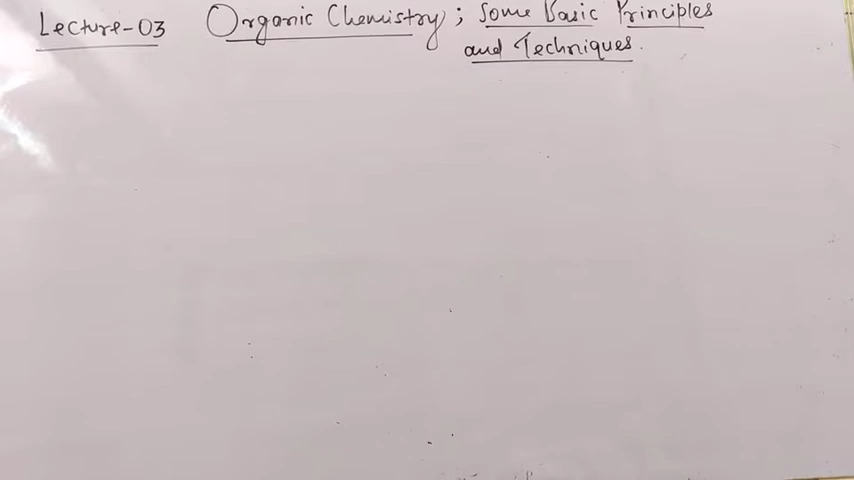 Lecture-03 Organic Chemistry; Some Basic Principles
and Techniques.